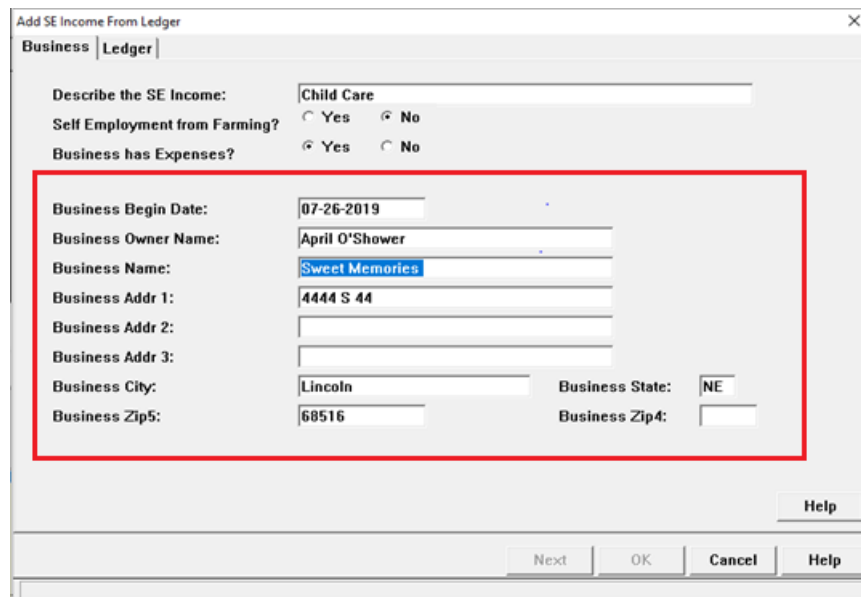 Add SE Income From Ledger
Business Ledger
Describe the SE Income: Child Care
Self Employment from Farming? Yes No
Business has Expenses? Yes No
Business Begin Date: 07-26-2019
Business Owner Name: April O'Shower
Business Name: Sweet Memories
Business Addr 1: 4444 S 44
Business Addr 2:
Business Addr 3:
Business City: Lincoln Business State: NE
Business Zip5: 68516 Business Zip4:
Help
Next OK Cancel Help